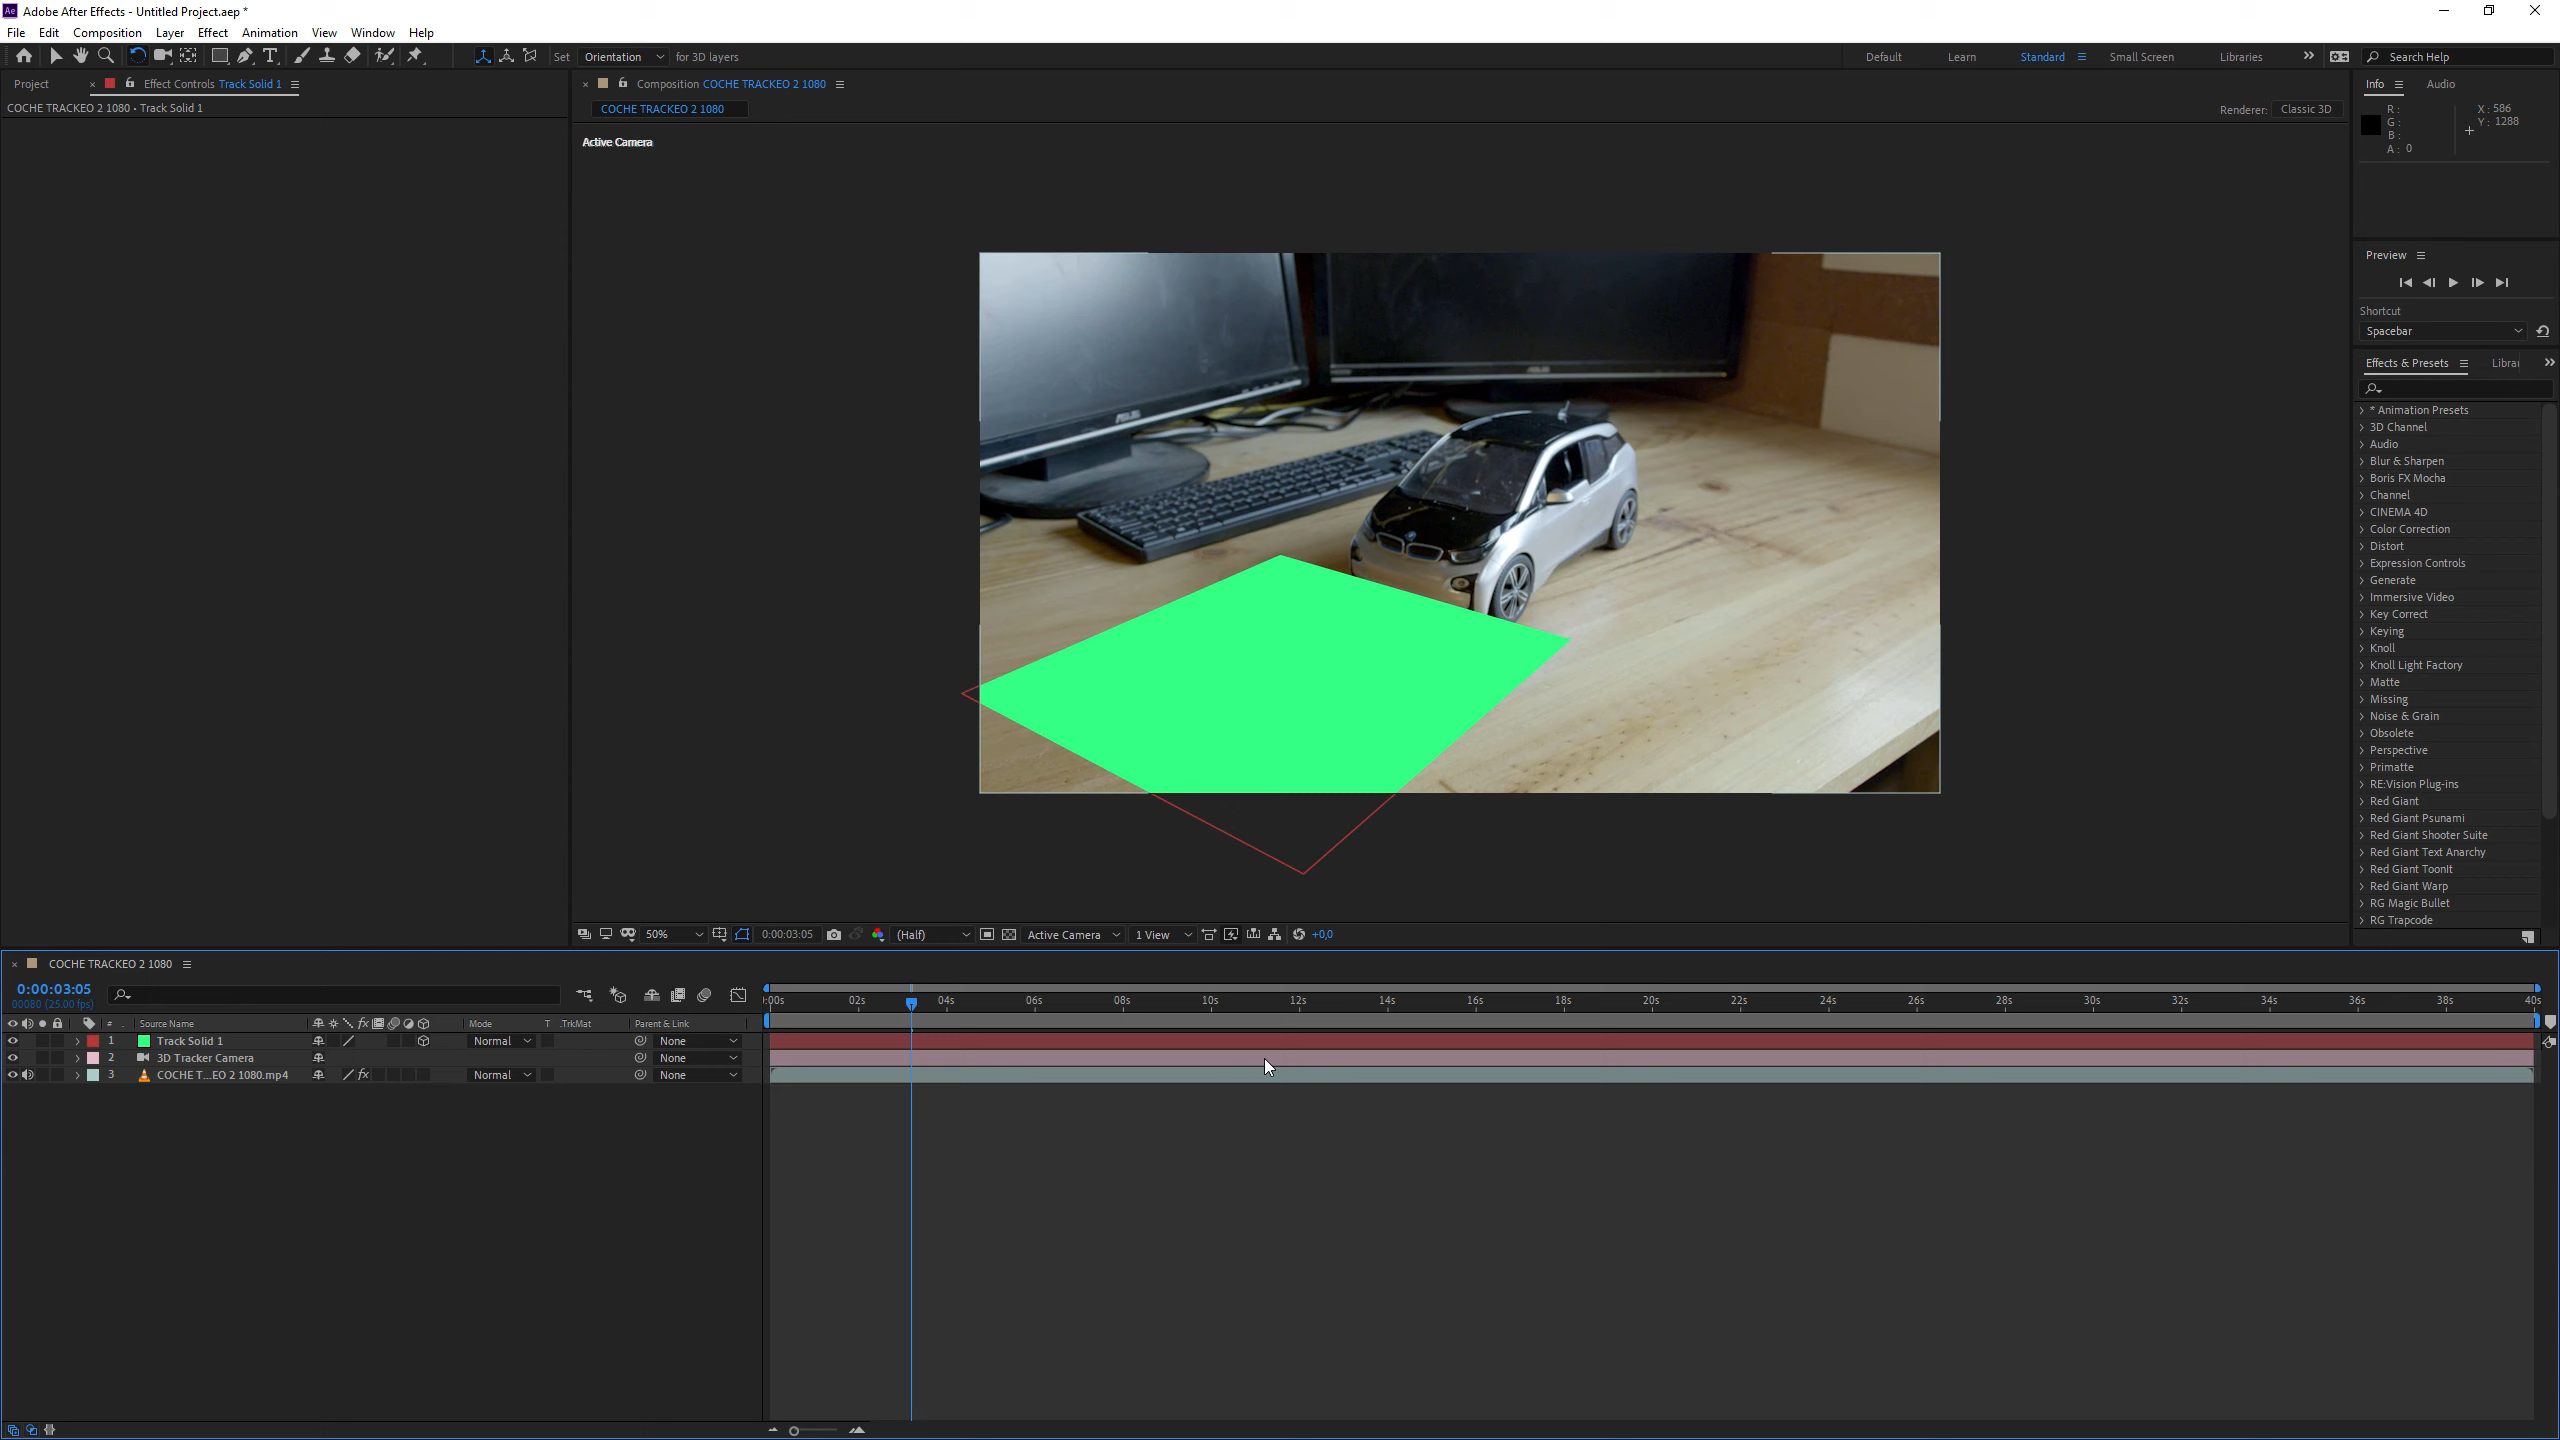 Ae Adobe After Effects - Untitled Project.aep *
File Edit Composition Layer Effect Animation View Window Help
Set Orientation for 3D layers Default Learn Standard Small Screen Libraries Search Help
Project × Effect Controls Track Solid 1
COCHE TRACKEO 2 1080 • Track Solid 1
× Composition COCHE TRACKEO 2 1080
COCHE TRACKEO 2 1080
Renderer: Classic 3D
Active Camera
ASUS
ASUS
50% 0:00:03:05 (Half) Active Camera 1 View +0,0
Info Audio
R: X: 586
G: Y: 1288
B:
A: 0
Preview
Shortcut
Spacebar
Effects & Presets Librai
* Animation Presets
3D Channel
Audio
Blur & Sharpen
Boris FX Mocha
Channel
CINEMA 4D
Color Correction
Distort
Expression Controls
Generate
Immersive Video
Key Correct
Keying
Knoll
Knoll Light Factory
Matte
Missing
Noise & Grain
Obsolete
Perspective
Primatte
RE:Vision Plug-ins
Red Giant
Red Giant Psunami
Red Giant Shooter Suite
Red Giant Text Anarchy
Red Giant ToonIt
Red Giant Warp
RG Magic Bullet
RG Trapcode
× COCHE TRACKEO 2 1080
0:00:03:05
00080 (25.00 fps)
:00s 02s 04s 06s 08s 10s 12s 14s 16s 18s 20s 22s 24s 26s 28s 30s 32s 34s 36s 38s 40s
# Source Name fx Mode T .TrkMat Parent & Link
1 Track Solid 1 Normal None
2 3D Tracker Camera None
3 COCHE T...EO 2 1080.mp4 fx Normal None